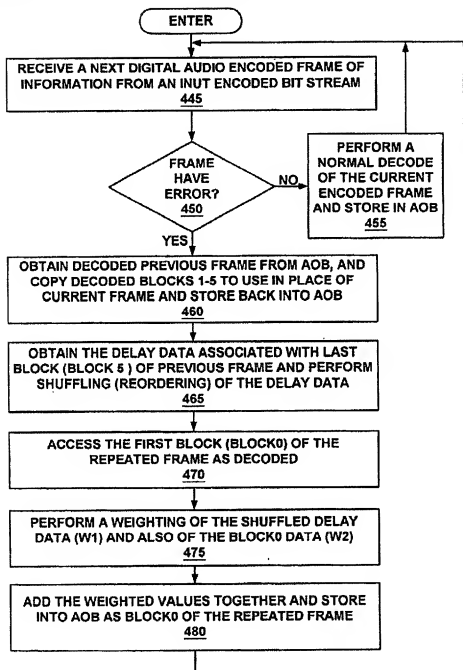 ENTER
RECEIVE A NEXT DIGITAL AUDIO ENCODED FRAME OF
INFORMATION FROM AN INUT ENCODED BIT STREAM
445
FRAME
HAVE
ERROR?
450
NO
YES
PERFORM A
NORMAL DECODE
OF THE CURRENT
ENCODED FRAME
AND STORE IN AOB
455
OBTAIN DECODED PREVIOUS FRAME FROM AOB, AND
COPY DECODED BLOCKS 1-5 TO USE IN PLACE OF
CURRENT FRAME AND STORE BACK INTO AOB
460
OBTAIN THE DELAY DATA ASSOCIATED WITH LAST
BLOCK (BLOCK 5 ) OF PREVIOUS FRAME AND PERFORM
SHUFFLING (REORDERING) OF THE DELAY DATA
465
ACCESS THE FIRST BLOCK (BLOCK0) OF THE
REPEATED FRAME AS DECODED
470
PERFORM A WEIGHTING OF THE SHUFFLED DELAY
DATA (W1) AND ALSO OF THE BLOCK0 DATA (W2)
475
ADD THE WEIGHTED VALUES TOGETHER AND STORE
INTO AOB AS BLOCK0 OF THE REPEATED FRAME
480